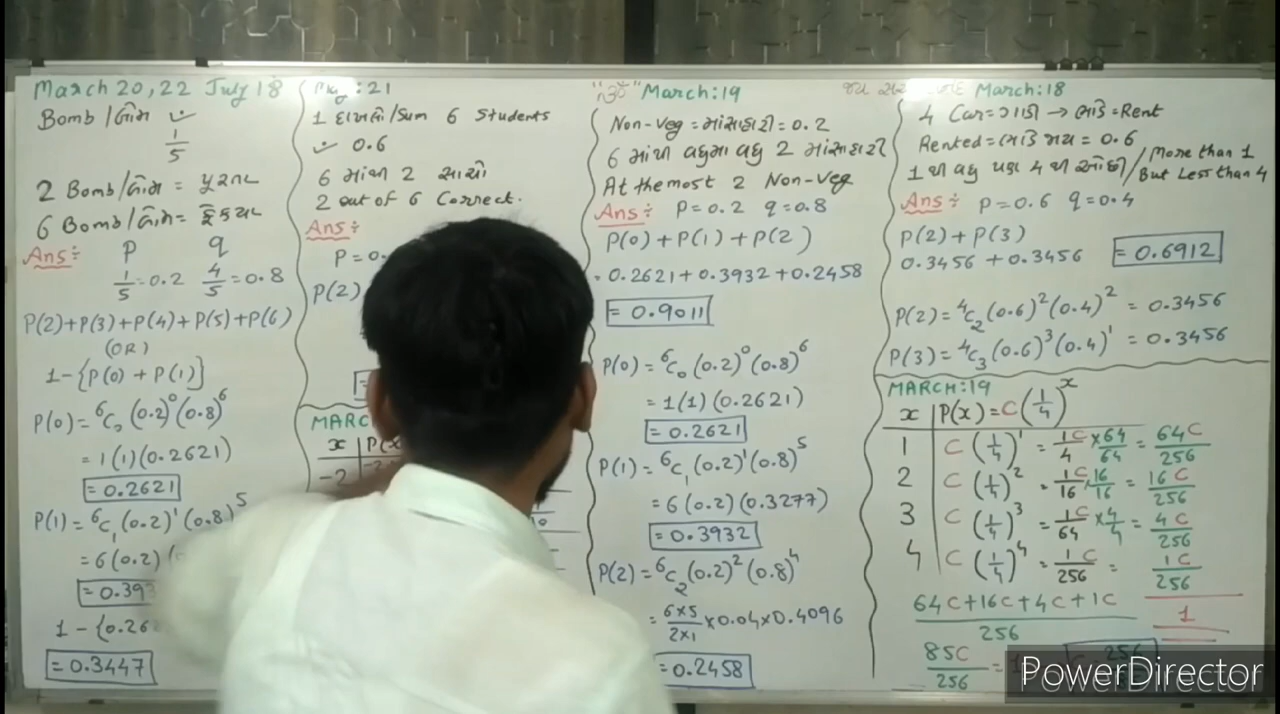 March 20, 22 July 18
Bomb/બોમ્બ
1/5
2 Bomb/બોમ્બ = પુરતા
6 Bomb/બોમ્બ =
Ans:-
P q
1/5 = 0.2 4/5 = 0.8
P(2)+P(3)+P(4)+P(5)+P(6)
(OR)
1-{P(0) + P(1)}
P(0) = ⁶C₀ (0.2)⁰ (0.8)⁶
= 1(1)(0.2621)
= 0.2621
P(1) = ⁶C₁ (0.2)¹ (0.8)⁵
= 6(0.2)
= 0.39
1 - {0.26
= 0.3447
: 21
1 દાખલો/Sum 6 Students
0.6
6 માંથી 2 સાચો
2 out of 6 Correct.
Ans:-
P = 0.
P(2)
MARC
x P(x
-2
March:19
Non-Veg = માંસાહારી = 0.2
6 માંથી વધુમાં વધુ 2 માંસાહારી
At the most 2 Non-Veg
Ans:- P = 0.2 q = 0.8
P(0) + P(1) + P(2)
= 0.2621 + 0.3932 + 0.2458
= 0.9011
P(0) = ⁶C₀ (0.2)⁰ (0.8)⁶
= 1(1)(0.2621)
= 0.2621
P(1) = ⁶C₁ (0.2)¹ (0.8)⁵
= 6(0.2)(0.3277)
= 0.3932
P(2) = ⁶C₂ (0.2)² (0.8)⁴
= 6×5/2×1 × 0.04 × 0.4096
= 0.2458
March:18
4 Car = ગાડી → ભાડે = Rent
Rented = ભાડે જાય = 0.6
1 થી વધુ પણ 4 થી ઓછી / More than 1
But Less than 4
Ans:- P = 0.6 q = 0.4
P(2) + P(3)
0.3456 + 0.3456 = 0.6912
P(2) = ⁴C₂ (0.6)² (0.4)² = 0.3456
P(3) = ⁴C₃ (0.6)³ (0.4)¹ = 0.3456
MARCH:19
x P(x) = C (1/4)ˣ
1 C (1/4)¹ = 1C/4 × 64/64 = 64C/256
2 C (1/4)² = 1C/16 × 16/16 = 16C/256
3 C (1/4)³ = 1C/64 × 4/4 = 4C/256
4 C (1/4)⁴ = 1C/256 = 1C/256
64C+16C+4C+1C/256
1
85C/256 =
PowerDirector